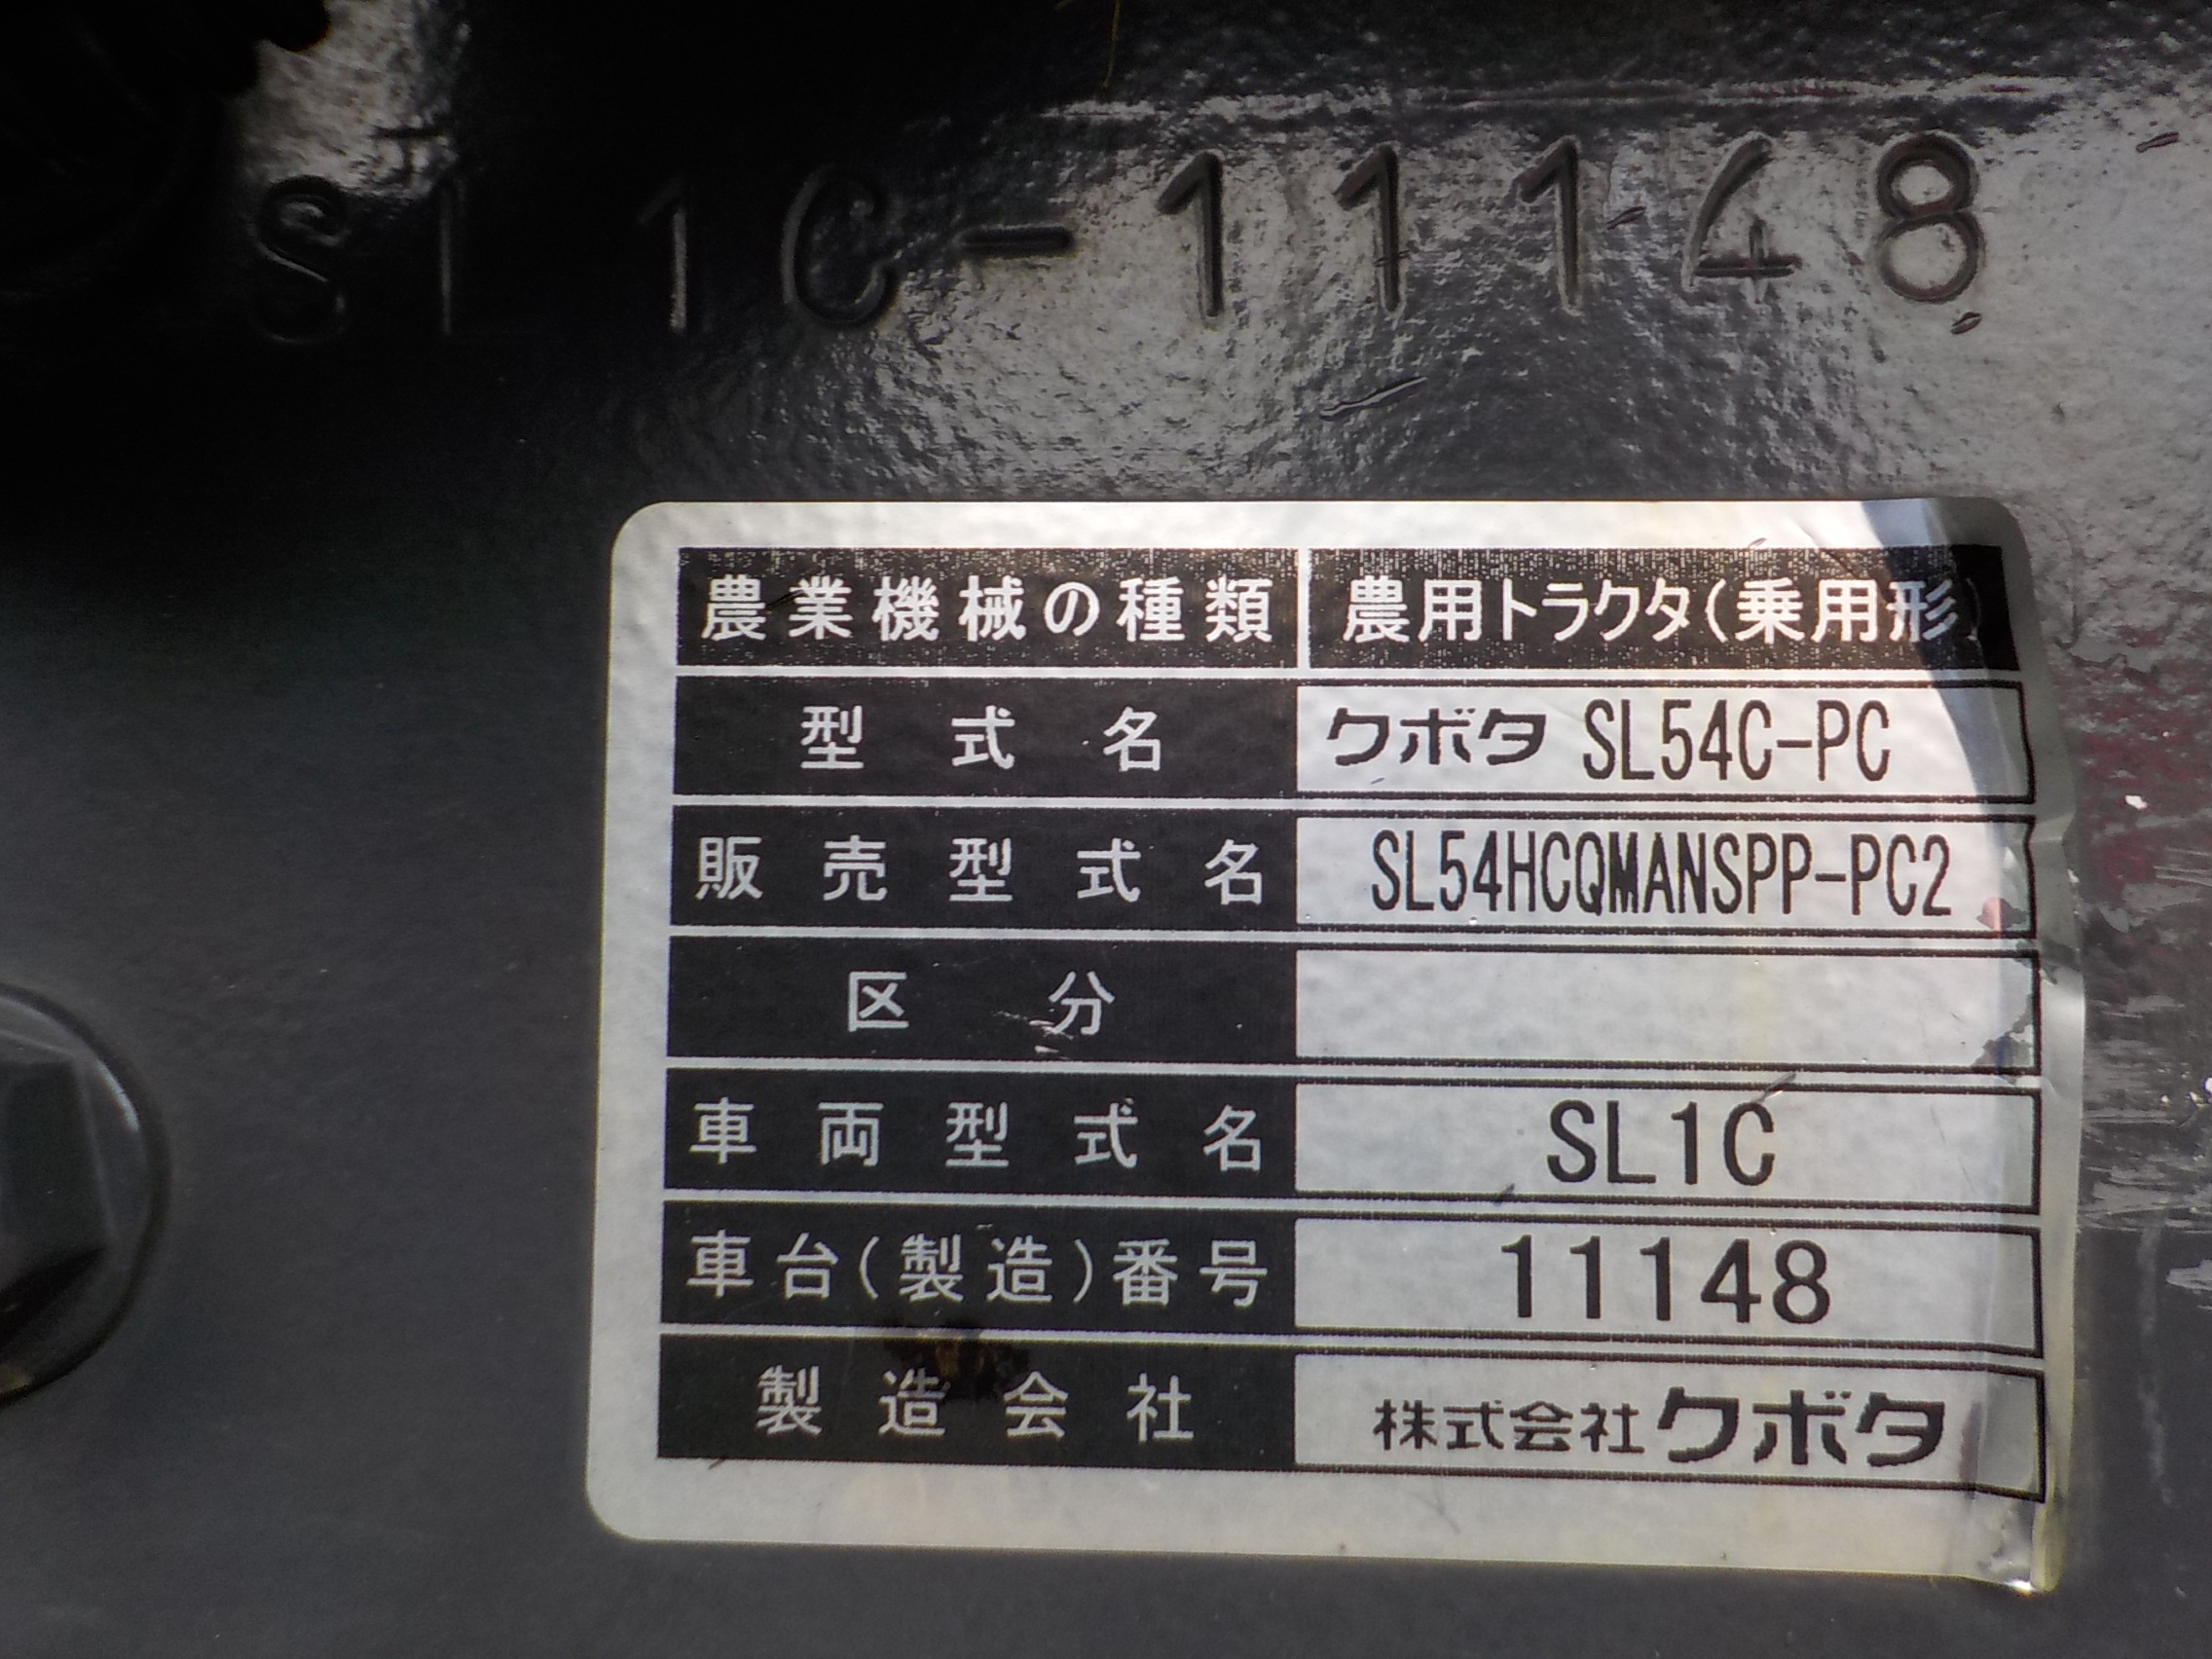 SL1C-11148
農業機械の種類 農用トラクタ(乗用形)
型式名 クボタ SL54C-PC
販売型式名 SL54HCQMANSPP-PC2
区分
車両型式名 SL1C
車台(製造)番号 11148
製造会社 株式会社クボタ